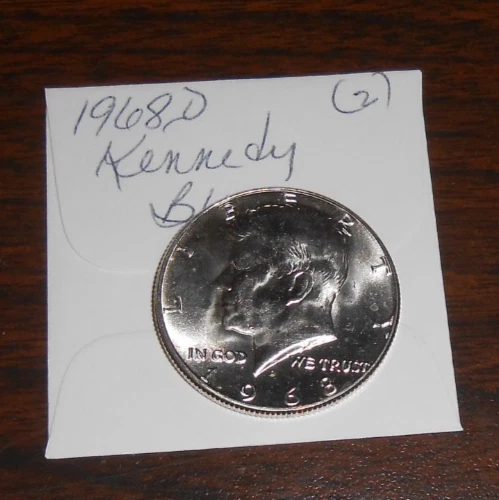 1968D (2)
Kennedy
LIBERTY
IN GOD WE TRUST
1968